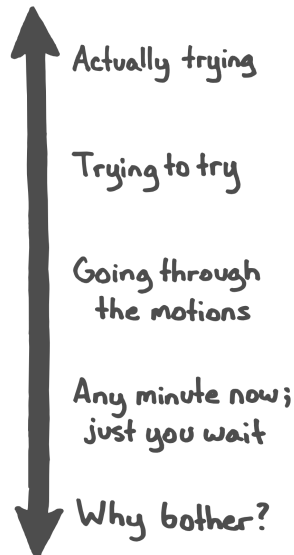 Actually trying
Trying to try
Going through
the motions
Any minute now;
just you wait
Why bother?